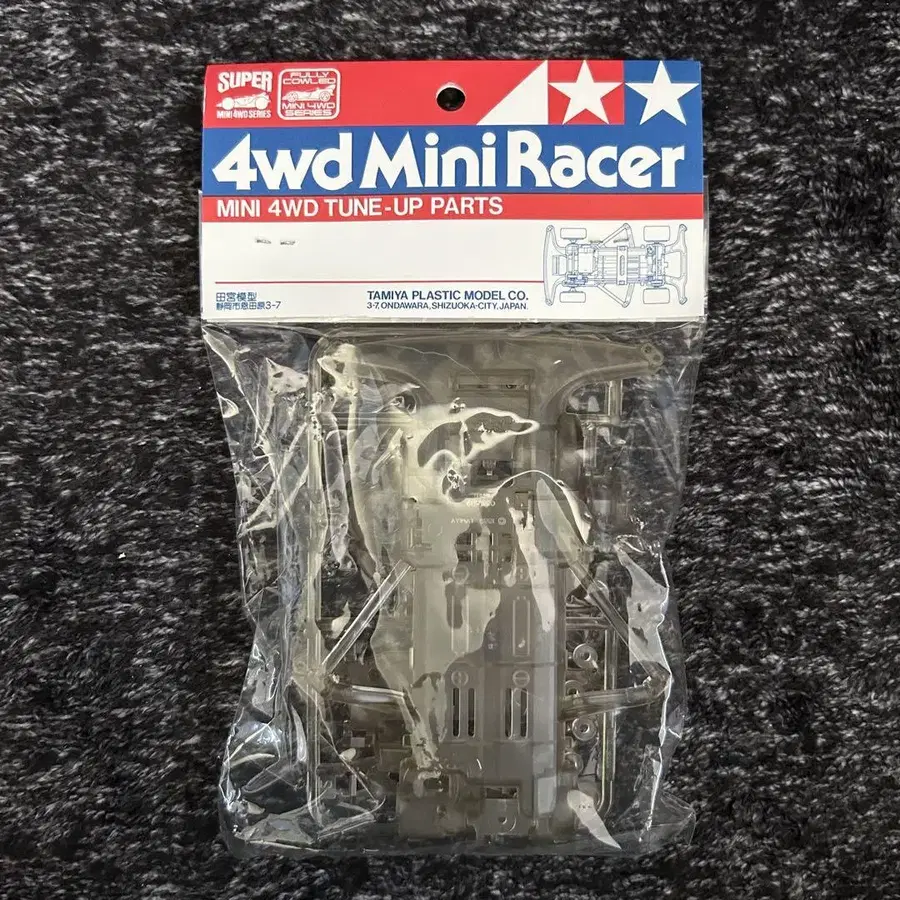 SUPER
MINI 4WD SERIES
FULLY
COWLED
MINI 4WD
SERIES
4wd Mini Racer
MINI 4WD TUNE-UP PARTS
田宮模型
静岡市恩田原3-7
TAMIYA PLASTIC MODEL CO.
3-7, ONDAWARA, SHIZUOKA-CITY, JAPAN.